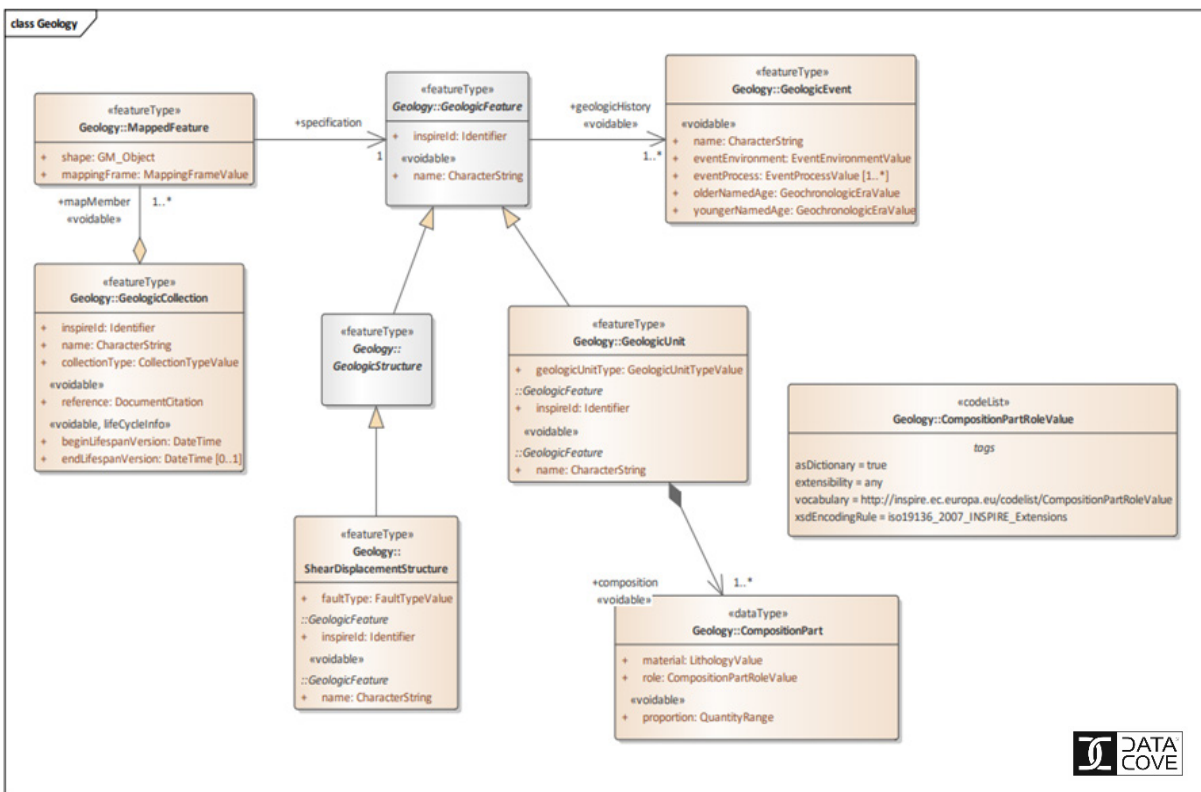 class Geology
«featureType»
Geology::MappedFeature
+ shape: GM_Object
+ mappingFrame: MappingFrameValue
+specification
1
«featureType»
Geology::GeologicFeature
+ inspireId: Identifier
«voidable»
+ name: CharacterString
+geologicHistory
«voidable»
1..*
«featureType»
Geology::GeologicEvent
«voidable»
+ name: CharacterString
+ eventEnvironment: EventEnvironmentValue
+ eventProcess: EventProcessValue [1..*]
+ olderNamedAge: GeochronologicEraValue
+ youngerNamedAge: GeochronologicEraValue
+mapMember
«voidable»
1..*
«featureType»
Geology::GeologicCollection
+ inspireId: Identifier
+ name: CharacterString
+ collectionType: CollectionTypeValue
«voidable»
+ reference: DocumentCitation
«voidable, lifeCycleInfo»
+ beginLifespanVersion: DateTime
+ endLifespanVersion: DateTime [0..1]
«featureType»
Geology::
GeologicStructure
«featureType»
Geology::GeologicUnit
+ geologicUnitType: GeologicUnitTypeValue
::GeologicFeature
+ inspireId: Identifier
«voidable»
::GeologicFeature
+ name: CharacterString
«codeList»
Geology::CompositionPartRoleValue
tags
asDictionary = true
extensibility = any
vocabulary = http://inspire.ec.europa.eu/codelist/CompositionPartRoleValue
xsdEncodingRule = iso19136_2007_INSPIRE_Extensions
«featureType»
Geology::
ShearDisplacementStructure
+ faultType: FaultTypeValue
::GeologicFeature
+ inspireId: Identifier
«voidable»
::GeologicFeature
+ name: CharacterString
+composition
«voidable»
1..*
«dataType»
Geology::CompositionPart
+ material: LithologyValue
+ role: CompositionPartRoleValue
«voidable»
+ proportion: QuantityRange
DATA
COVE